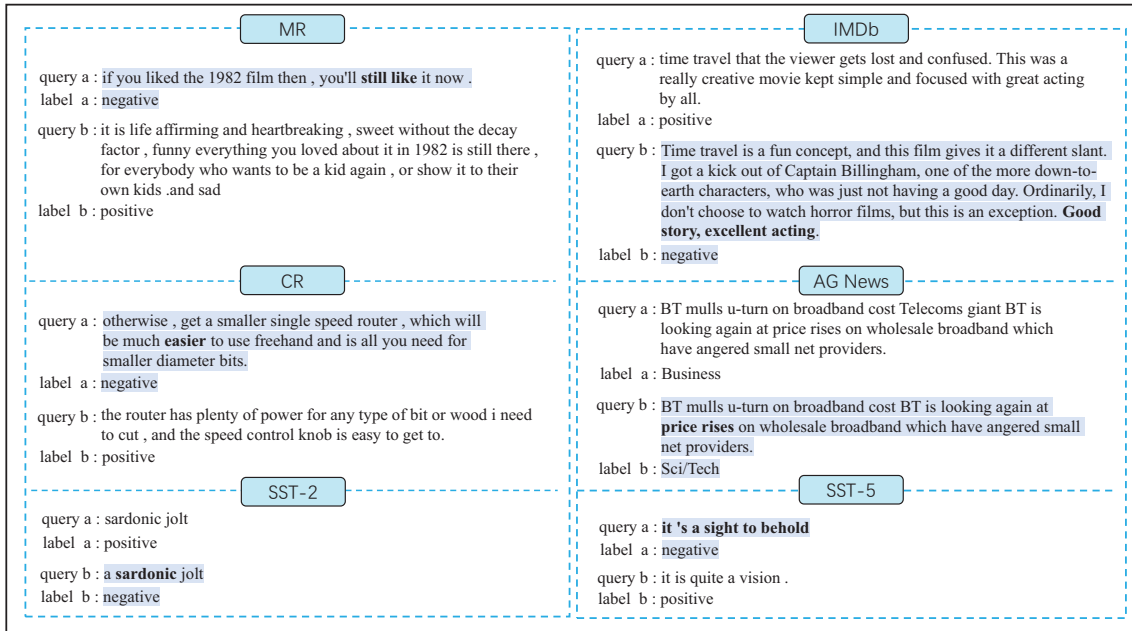 MR
query a : if you liked the 1982 film then , you'll still like it now .
label a : negative
query b : it is life affirming and heartbreaking , sweet without the decay
factor , funny everything you loved about it in 1982 is still there ,
for everybody who wants to be a kid again , or show it to their
own kids .and sad
label b : positive
CR
query a : otherwise , get a smaller single speed router , which will
be much easier to use freehand and is all you need for
smaller diameter bits.
label a : negative
query b : the router has plenty of power for any type of bit or wood i need
to cut , and the speed control knob is easy to get to.
label b : positive
SST-2
query a : sardonic jolt
label a : positive
query b : a sardonic jolt
label b : negative
IMDb
query a : time travel that the viewer gets lost and confused. This was a
really creative movie kept simple and focused with great acting
by all.
label a : positive
query b : Time travel is a fun concept, and this film gives it a different slant.
I got a kick out of Captain Billingham, one of the more down-to-
earth characters, who was just not having a good day. Ordinarily, I
don't choose to watch horror films, but this is an exception. Good
story, excellent acting.
label b : negative
AG News
query a : BT mulls u-turn on broadband cost Telecoms giant BT is
looking again at price rises on wholesale broadband which
have angered small net providers.
label a : Business
query b : BT mulls u-turn on broadband cost BT is looking again at
price rises on wholesale broadband which have angered small
net providers.
label b : Sci/Tech
SST-5
query a : it 's a sight to behold
label a : negative
query b : it is quite a vision .
label b : positive